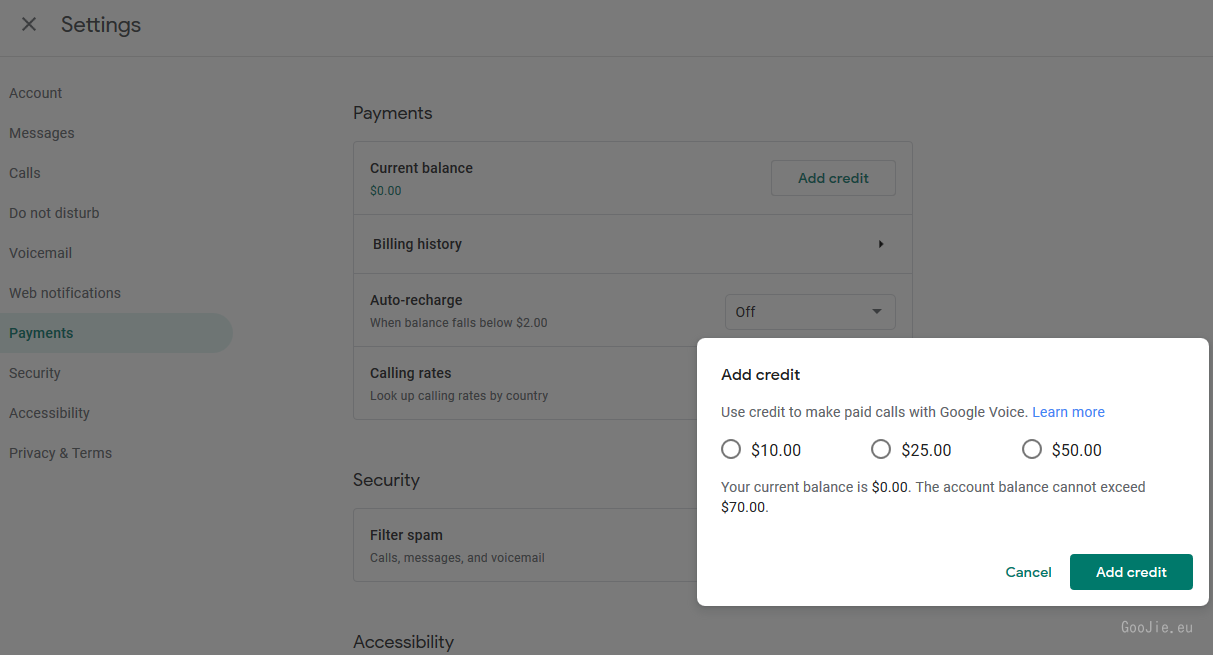 Settings
Account
Messages
Calls
Do not disturb
Voicemail
Web notifications
Payments
Security
Accessibility
Privacy & Terms
Payments
Current balance
$0.00
Add credit
Billing history
Auto-recharge
When balance falls below $2.00
Off
Calling rates
Look up calling rates by country
Security
Filter spam
Calls, messages, and voicemail
Accessibility
Add credit
Use credit to make paid calls with Google Voice. Learn more
$10.00 $25.00 $50.00
Your current balance is $0.00. The account balance cannot exceed
$70.00.
Cancel Add credit
GooJie.eu